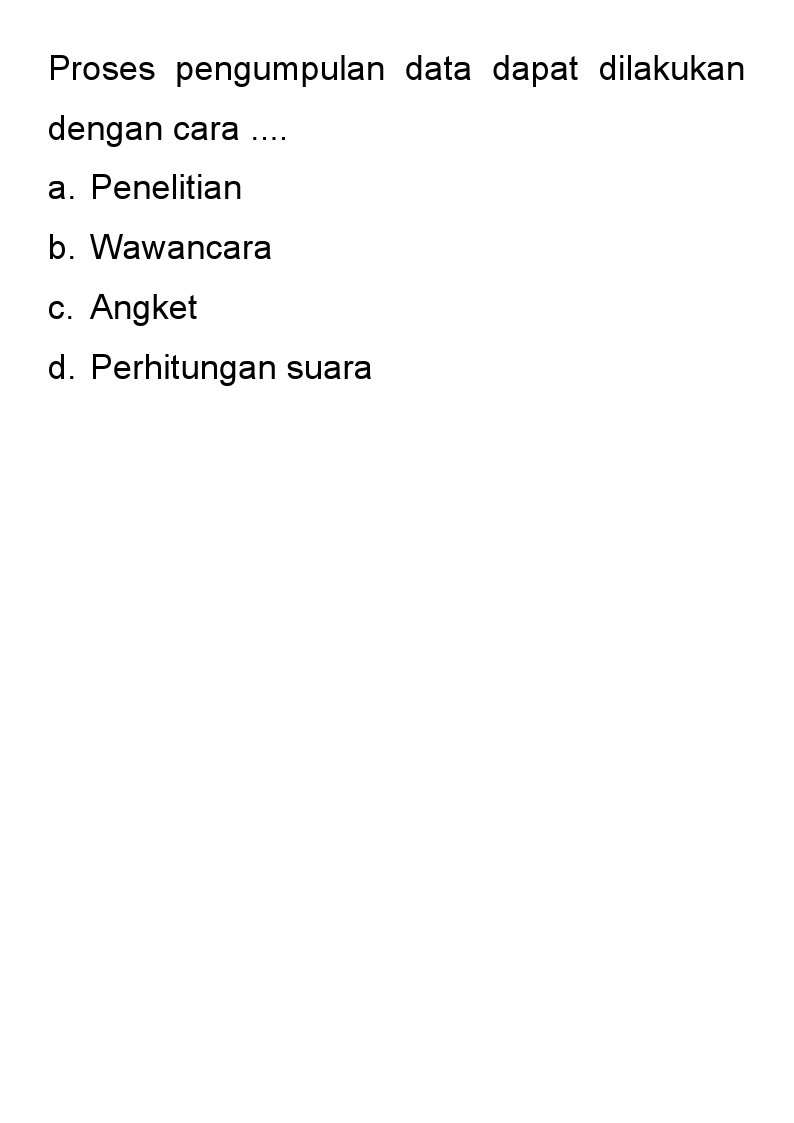 Proses pengumpulan data dapat dilakukan
dengan cara ....
a. Penelitian
b. Wawancara
c. Angket
d. Perhitungan suara